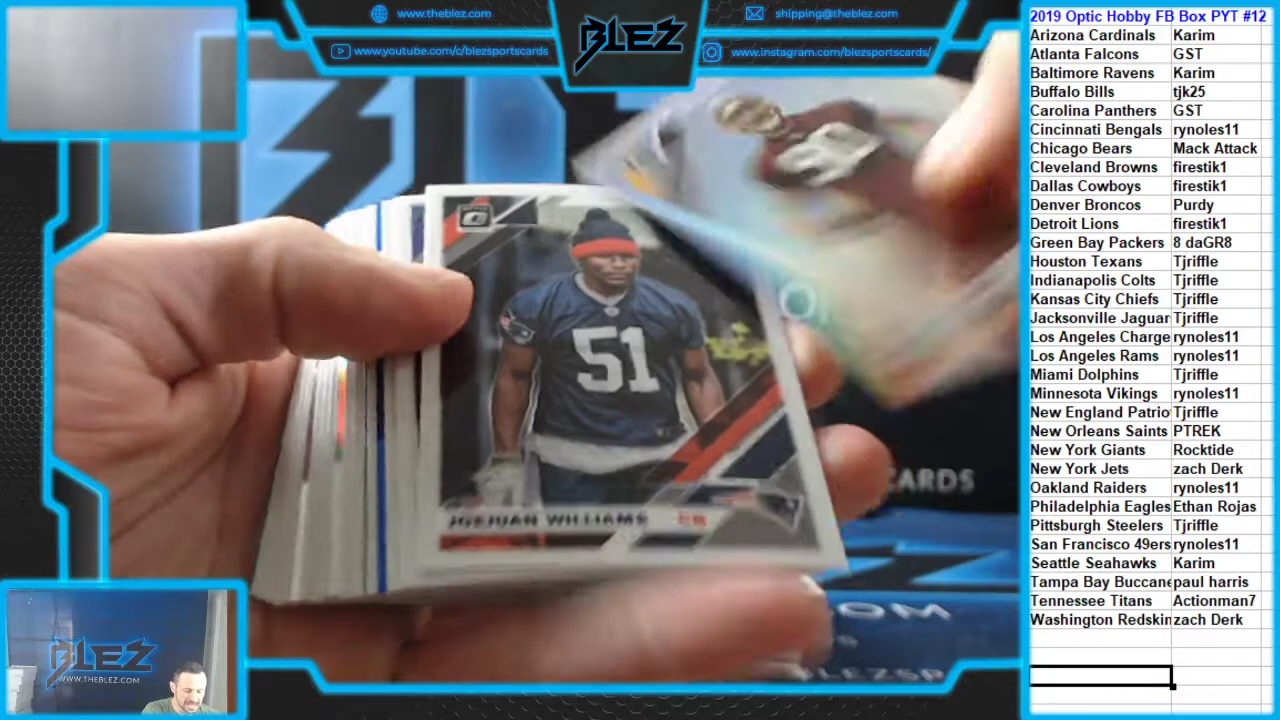 www.theblez.com
shipping@theblez.com
www.youtube.com/c/blezsportscards
BLEZ
www.instagram.com/blezsportscards/
2019 Optic Hobby FB Box PYT #12
Arizona Cardinals Karim
Atlanta Falcons GST
Baltimore Ravens Karim
Buffalo Bills tjk25
Carolina Panthers GST
Cincinnati Bengals rynoles11
Chicago Bears Mack Attack
Cleveland Browns firestik1
Dallas Cowboys firestik1
Denver Broncos Purdy
Detroit Lions firestik1
Green Bay Packers 8 daGR8
Houston Texans Tjriffle
Indianapolis Colts Tjriffle
Kansas City Chiefs Tjriffle
Jacksonville Jaguar Tjriffle
Los Angeles Charge rynoles11
Los Angeles Rams rynoles11
Miami Dolphins Tjriffle
Minnesota Vikings rynoles11
New England Patrio Tjriffle
New Orleans Saints PTREK
New York Giants Rocktide
New York Jets zach Derk
Oakland Raiders rynoles11
Philadelphia Eagles Ethan Rojas
Pittsburgh Steelers Tjriffle
San Francisco 49ers rynoles11
Seattle Seahawks Karim
Tampa Bay Buccane paul harris
Tennessee Titans Actionman7
Washington Redskin zach Derk
51
JOEJUAN WILLIAMS CB
CARDS
OM
BLEZSP
BLEZ
WWW.THEBLEZ.COM